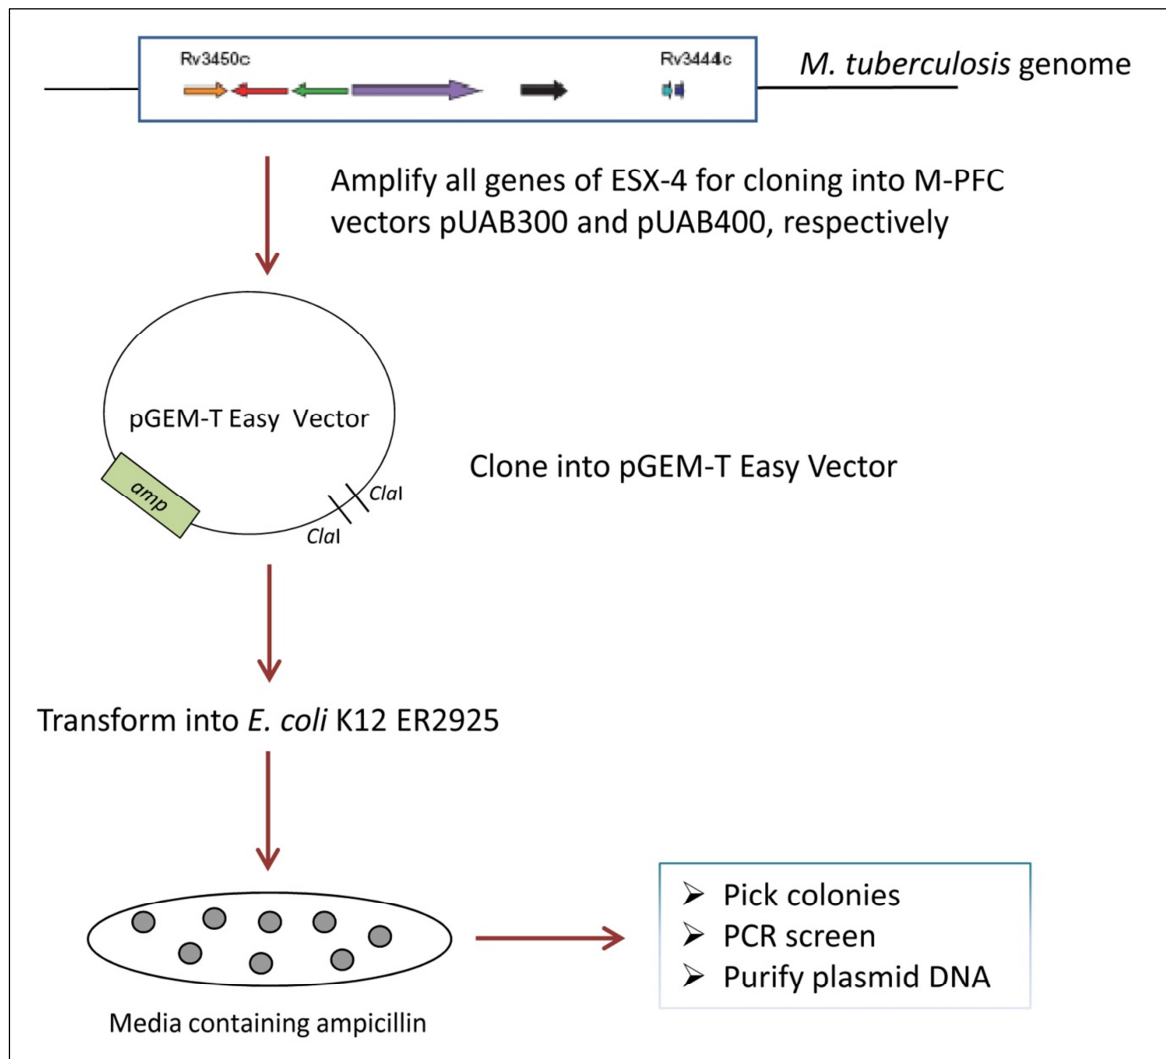 Rv3450c
Rv3444c
M. tuberculosis genome
Amplify all genes of ESX-4 for cloning into M-PFC
vectors pUAB300 and pUAB400, respectively
pGEM-T Easy Vector
amp
ClaI
ClaI
Clone into pGEM-T Easy Vector
Transform into E. coli K12 ER2925
➢ Pick colonies
➢ PCR screen
➢ Purify plasmid DNA
Media containing ampicillin